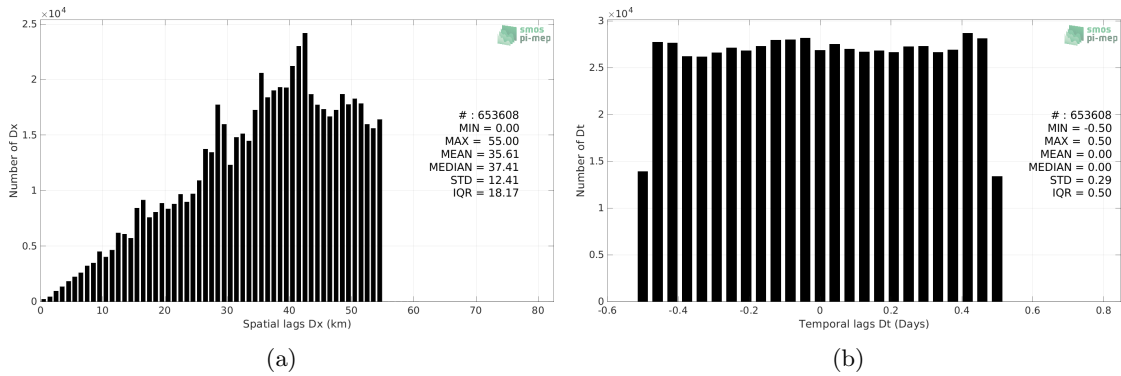 ×10^4
2.5
2
1.5
1
0.5
0
Number of Dx
0 10 20 30 40 50 60 70 80
Spatial lags Dx (km)
smos
pi-mep
# : 653608
MIN = 0.00
MAX = 55.00
MEAN = 35.61
MEDIAN = 37.41
STD = 12.41
IQR = 18.17
(a)
×10^4
3
2.5
2
1.5
1
0.5
0
Number of Dt
-0.6 -0.4 -0.2 0 0.2 0.4 0.6 0.8
Temporal lags Dt (Days)
smos
pi-mep
# : 653608
MIN = -0.50
MAX = 0.50
MEAN = 0.00
MEDIAN = 0.00
STD = 0.29
IQR = 0.50
(b)